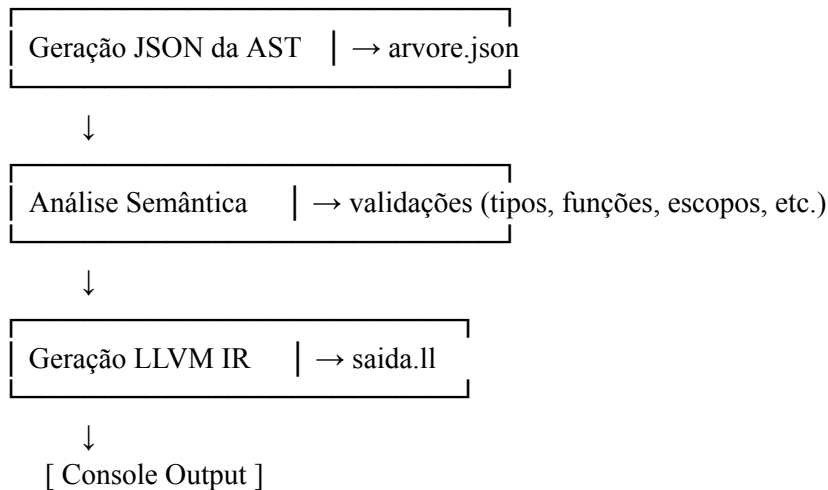 Geração JSON da AST │ → arvore.json
↓
Análise Semântica │ → validações (tipos, funções, escopos, etc.)
↓
Geração LLVM IR │ → saida.ll
↓
[ Console Output ]